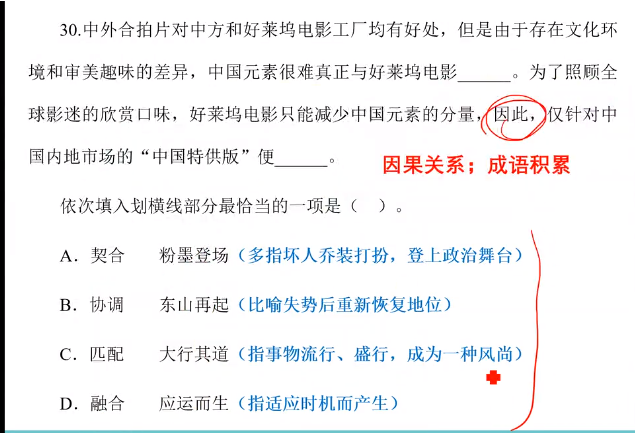 30.中外合拍片对中方和好莱坞电影工厂均有好处，但是由于存在文化环
境和审美趣味的差异，中国元素很难真正与好莱坞电影______。为了照顾全
球影迷的欣赏口味，好莱坞电影只能减少中国元素的分量，因此，仅针对中
国内地市场的“中国特供版”便______。
因果关系；成语积累
依次填入划横线部分最恰当的一项是（ ）。
A．契合 粉墨登场（多指坏人乔装打扮，登上政治舞台）
B．协调 东山再起（比喻失势后重新恢复地位）
C．匹配 大行其道（指事物流行、盛行，成为一种风尚）
D．融合 应运而生（指适应时机而产生）